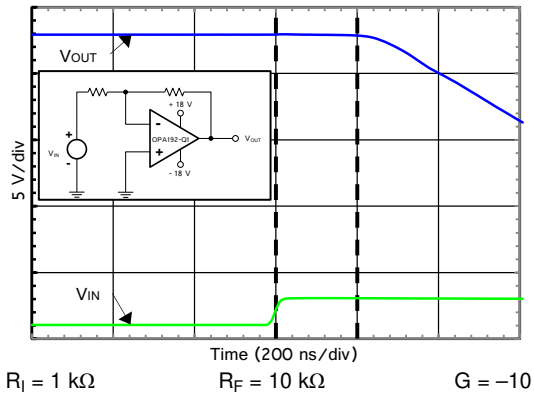 VOUT
+ 18 V
-
OPA192-Q1
+
VOUT
+
VIN
-
- 18 V
5 V/div
VIN
Time (200 ns/div)
RI = 1 kΩ RF = 10 kΩ G = –10